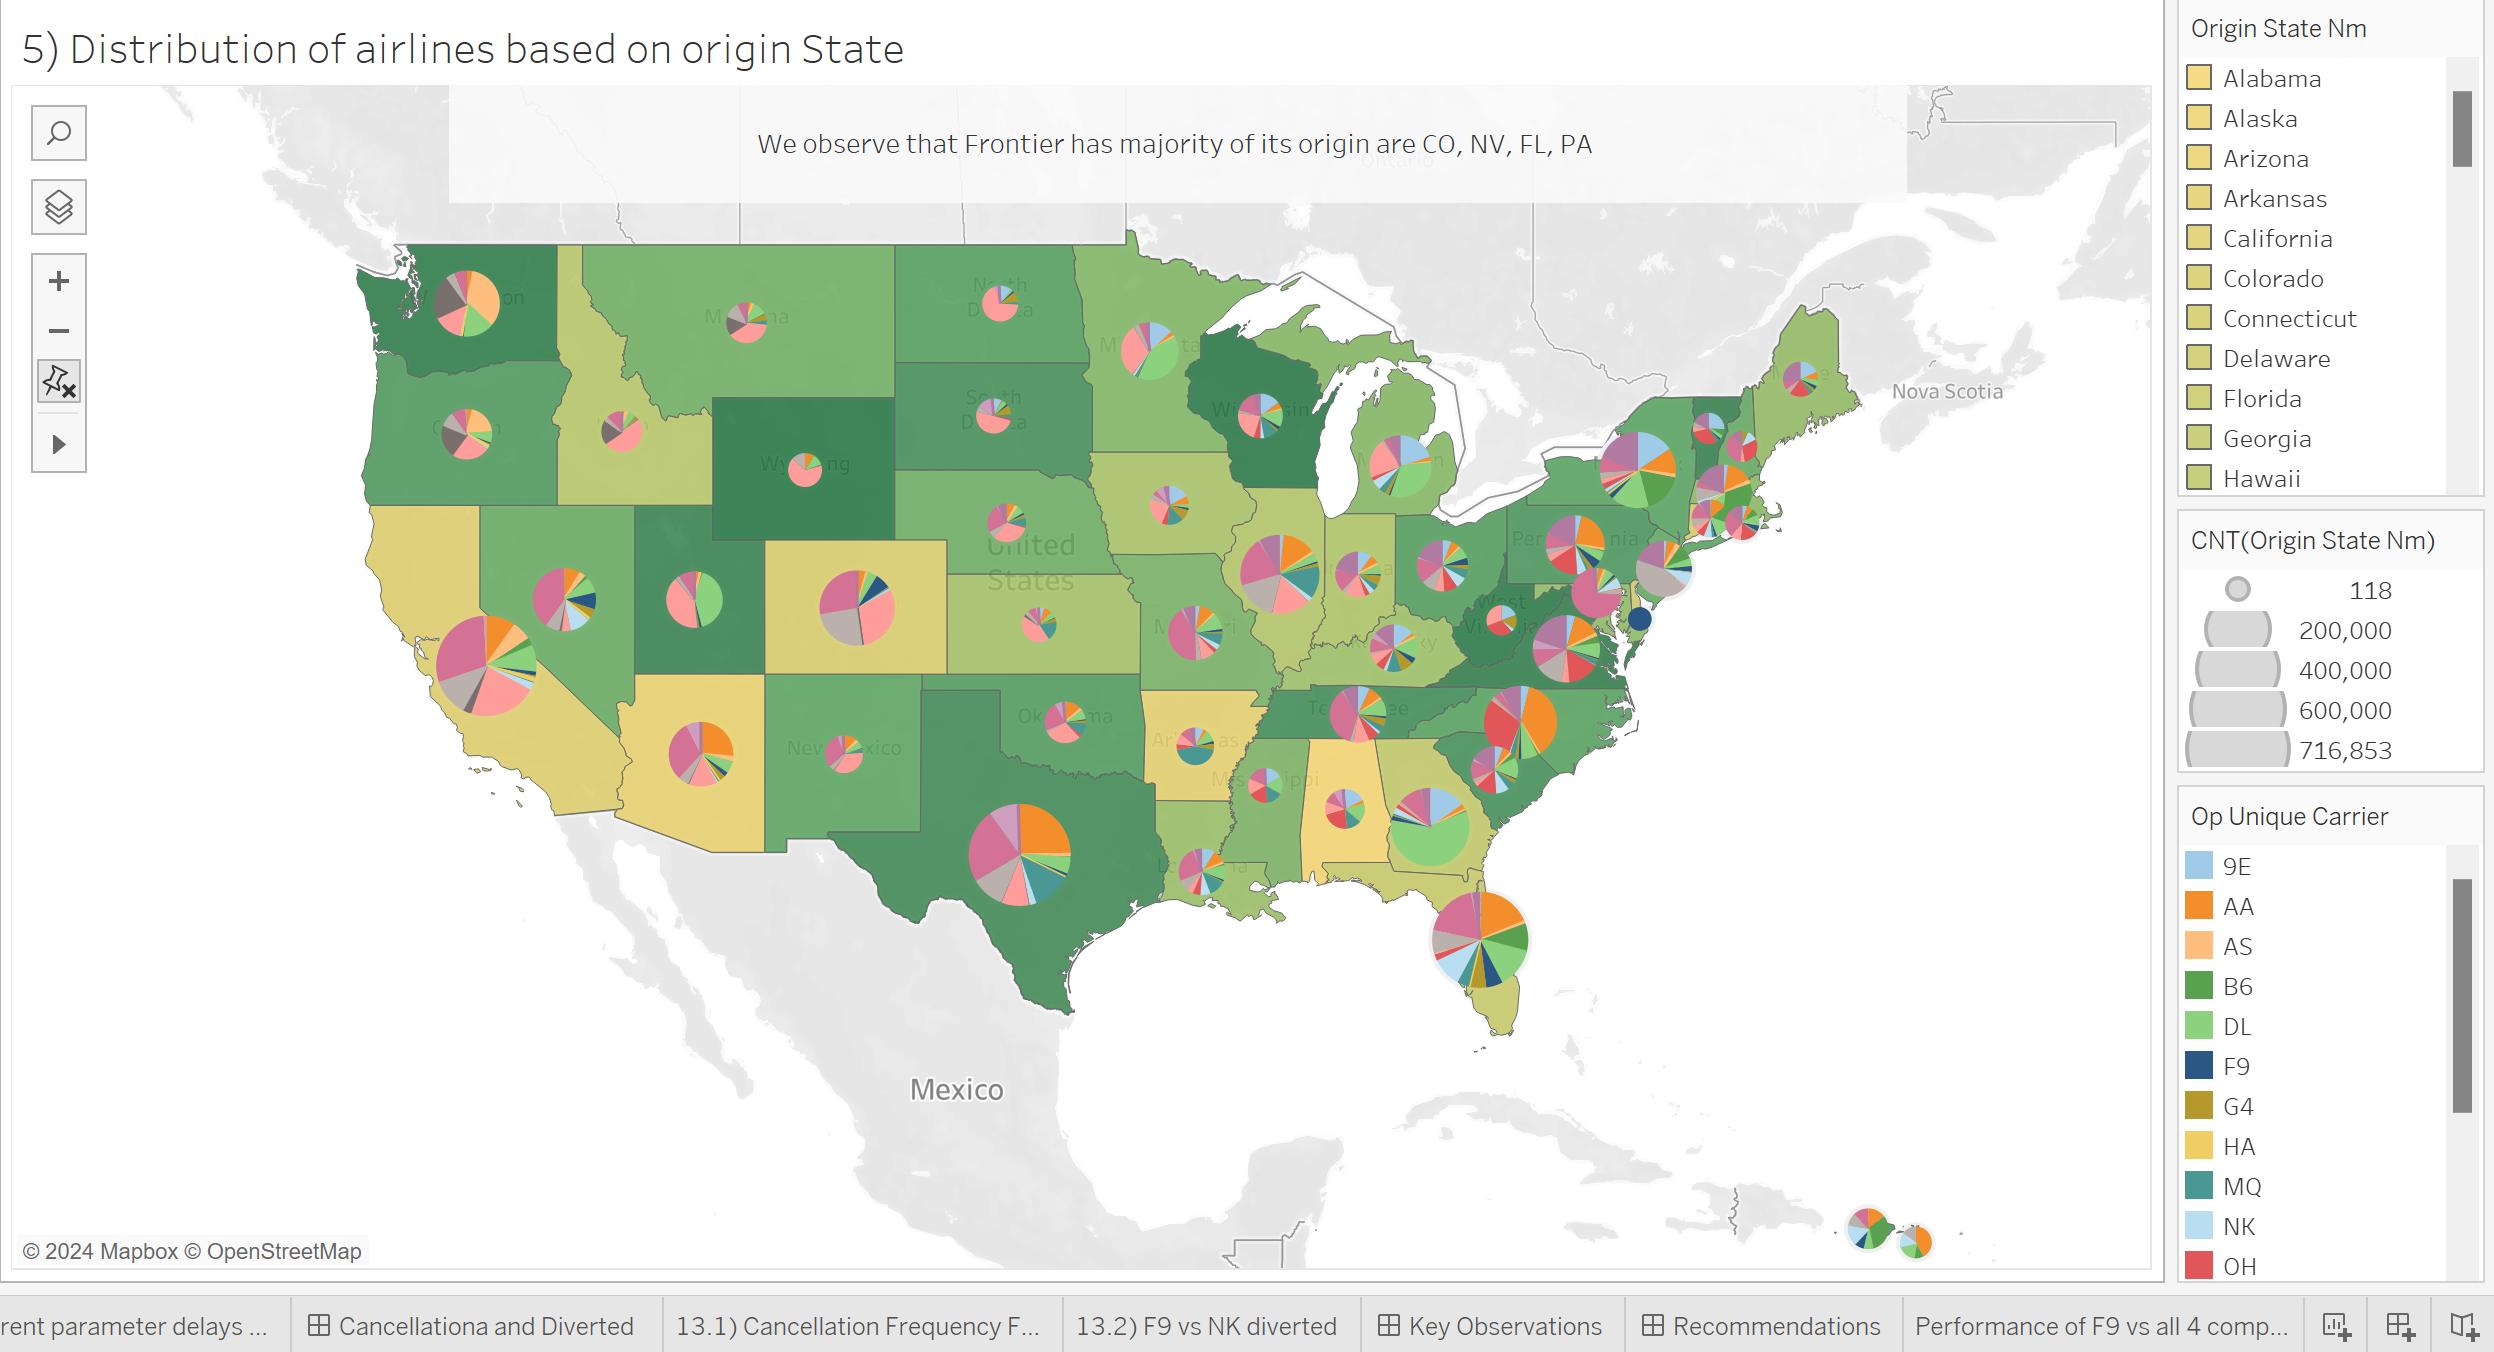 5) Distribution of airlines based on origin State
We observe that Frontier has majority of its origin are CO, NV, FL, PA
Ontario
Nova Scotia
United
States
Mexico
© 2024 Mapbox © OpenStreetMap
Origin State Nm
Alabama
Alaska
Arizona
Arkansas
California
Colorado
Connecticut
Delaware
Florida
Georgia
Hawaii
CNT(Origin State Nm)
118
200,000
400,000
600,000
716,853
Op Unique Carrier
9E
AA
AS
B6
DL
F9
G4
HA
MQ
NK
OH
rent parameter delays ...
Cancellationa and Diverted
13.1) Cancellation Frequency F...
13.2) F9 vs NK diverted
Key Observations
Recommendations
Performance of F9 vs all 4 comp...